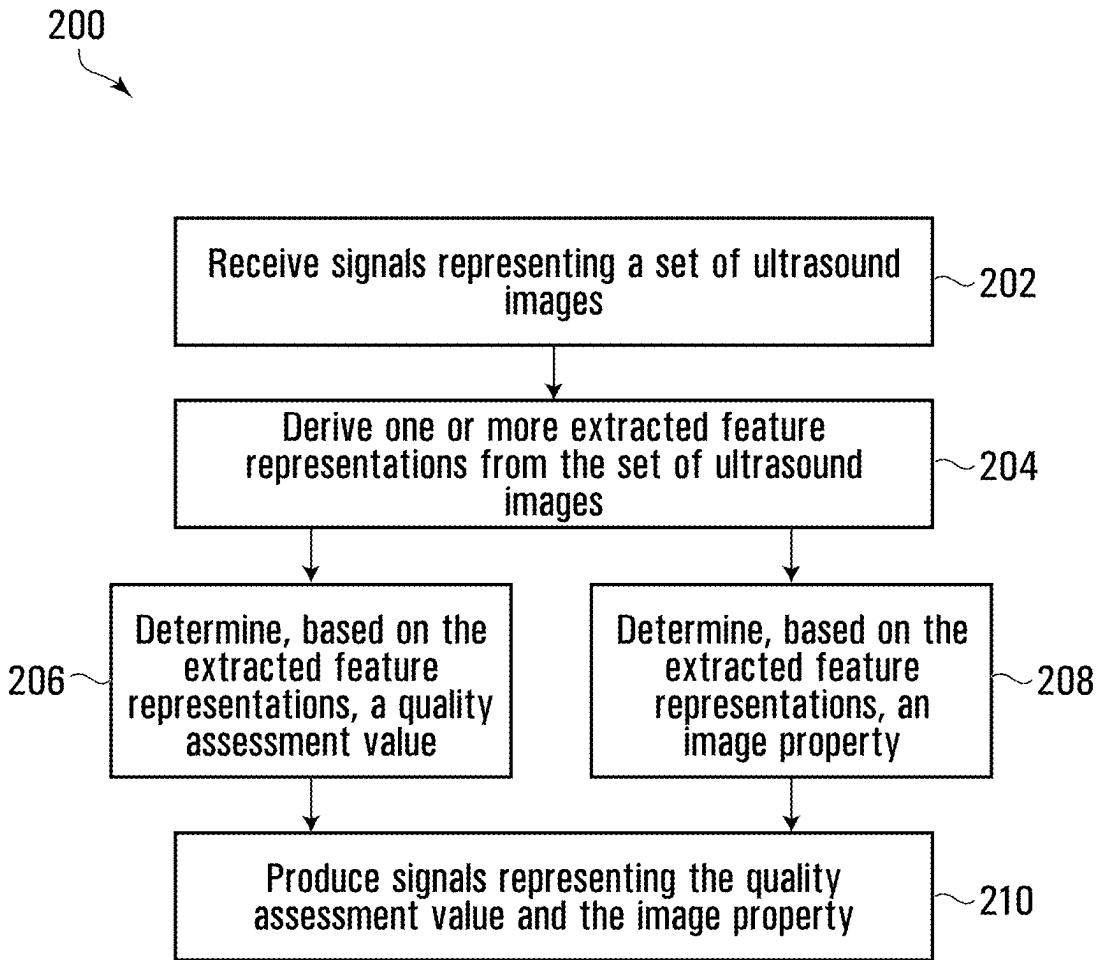 200
Receive signals representing a set of ultrasound
images
202
Derive one or more extracted feature
representations from the set of ultrasound
images
204
Determine, based on the
extracted feature
representations, a quality
assessment value
206
Determine, based on the
extracted feature
representations, an
image property
208
Produce signals representing the quality
assessment value and the image property
210